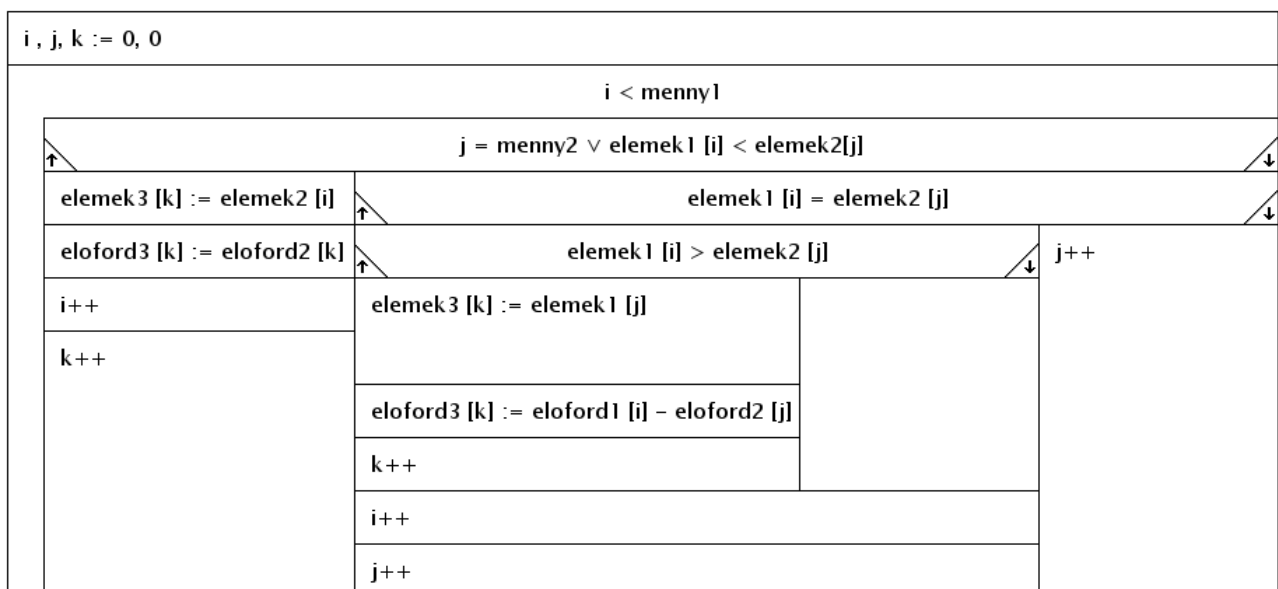 i , j, k := 0, 0
i < menny1
j = menny2 ∨ elemek1 [i] < elemek2[j]
elemek3 [k] := elemek2 [i]
elemek1 [i] = elemek2 [j]
eloford3 [k] := eloford2 [k]
elemek1 [i] > elemek2 [j]
j++
i++
elemek3 [k] := elemek1 [j]
k++
eloford3 [k] := eloford1 [i] – eloford2 [j]
k++
i++
j++